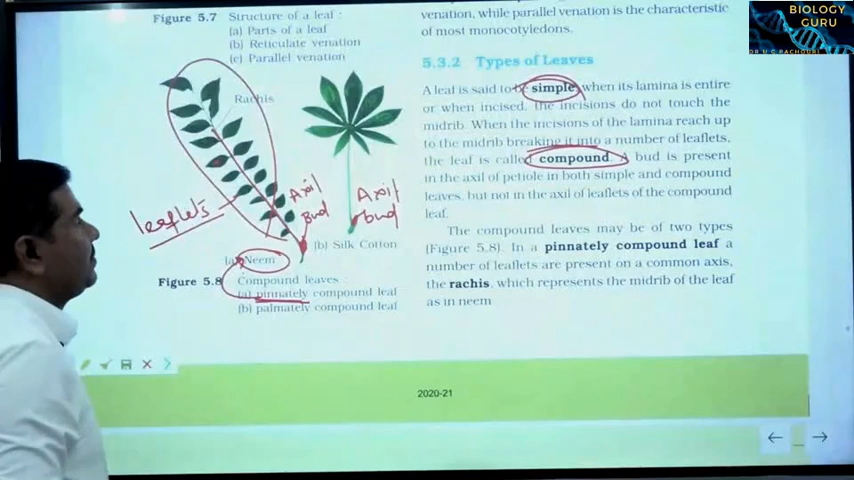 Figure 5.7 Structure of a leaf :
(a) Parts of a leaf
(b) Reticulate venation
(c) Parallel venation
Rachis
leaflets
Axil
Bud
Axil
bud
(b) Silk Cotton
(a) Neem
Figure 5.8 Compound leaves :
(a) pinnately compound leaf
(b) palmately compound leaf
venation, while parallel venation is the characteristic
of most monocotyledons.
5.3.2 Types of Leaves
A leaf is said to be simple, when its lamina is entire
or when incised, the incisions do not touch the
midrib. When the incisions of the lamina reach up
to the midrib breaking it into a number of leaflets,
the leaf is called compound. A bud is present
in the axil of petiole in both simple and compound
leaves, but not in the axil of leaflets of the compound
leaf.
The compound leaves may be of two types
(Figure 5.8). In a pinnately compound leaf a
number of leaflets are present on a common axis,
the rachis, which represents the midrib of the leaf
as in neem
2020-21
BIOLOGY
GURU
DR U C PACHOURI